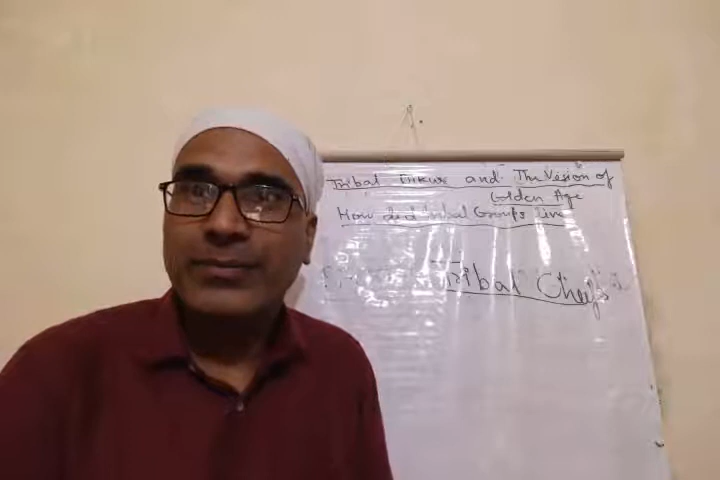 Tribal Dikus and The Vision of
Golden Age
How did tribal Groups live
Tribal Chiefs